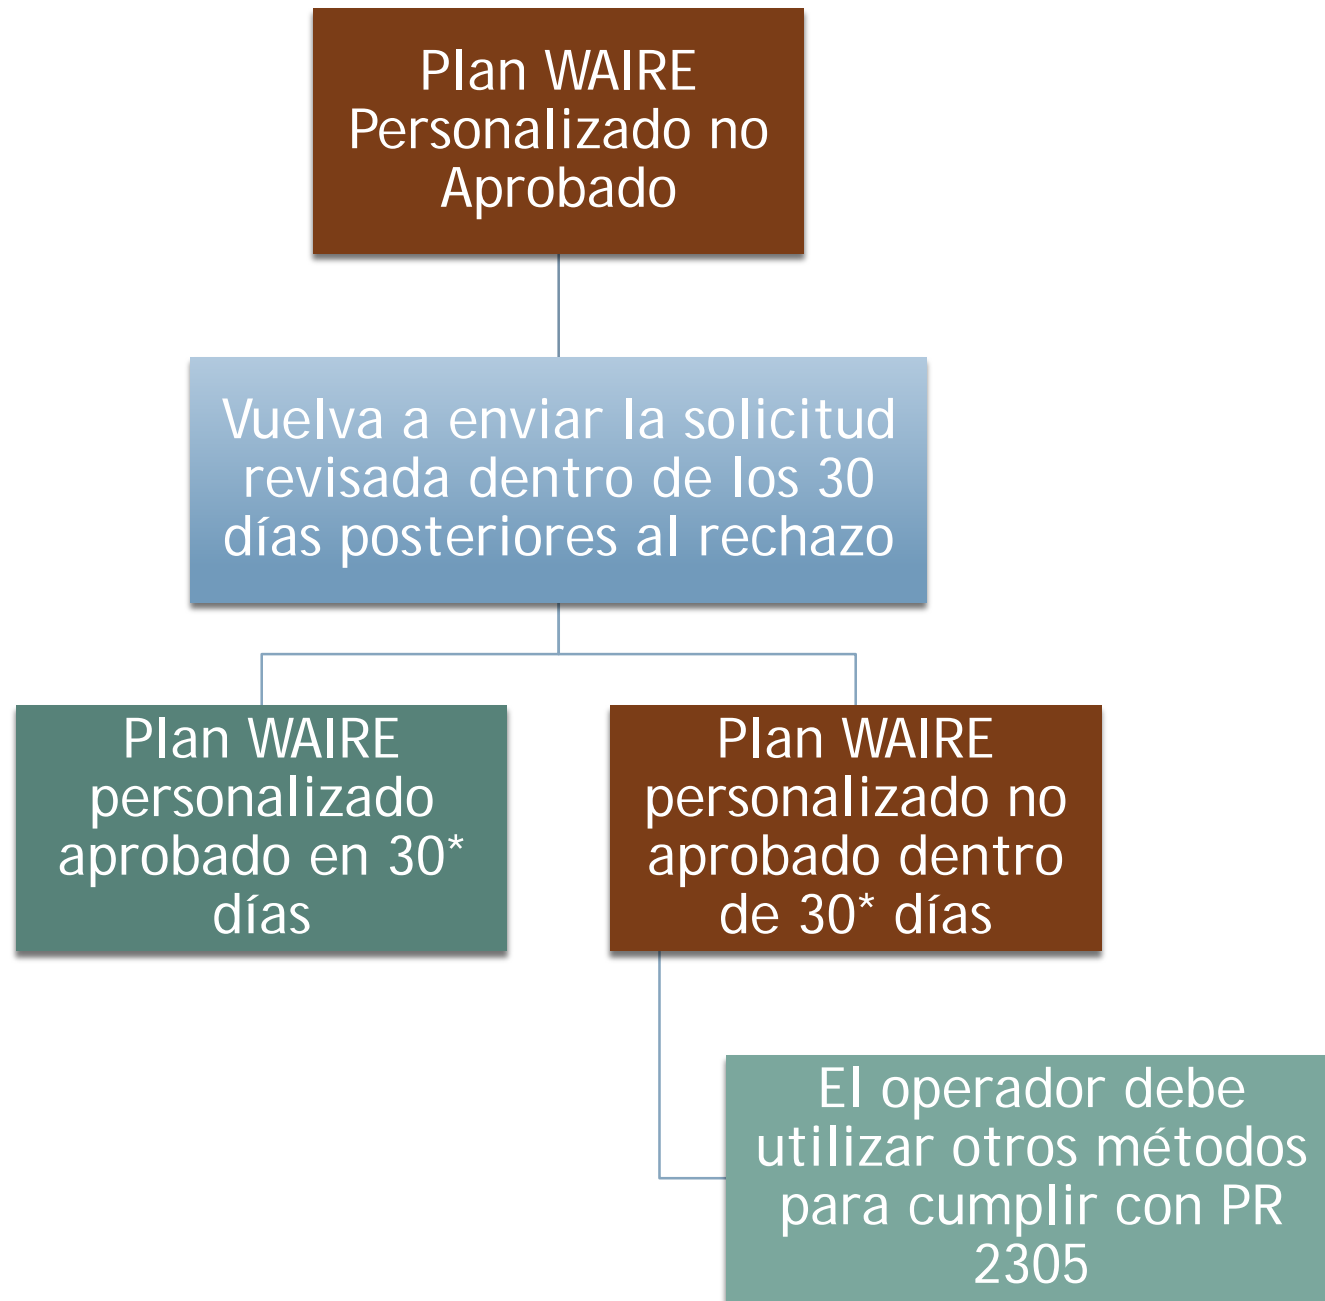 Plan WAIRE
Personalizado no
Aprobado
Vuelva a enviar la solicitud
revisada dentro de los 30
días posteriores al rechazo
Plan WAIRE
personalizado
aprobado en 30*
días
Plan WAIRE
personalizado no
aprobado dentro
de 30* días
El operador debe
utilizar otros métodos
para cumplir con PR
2305